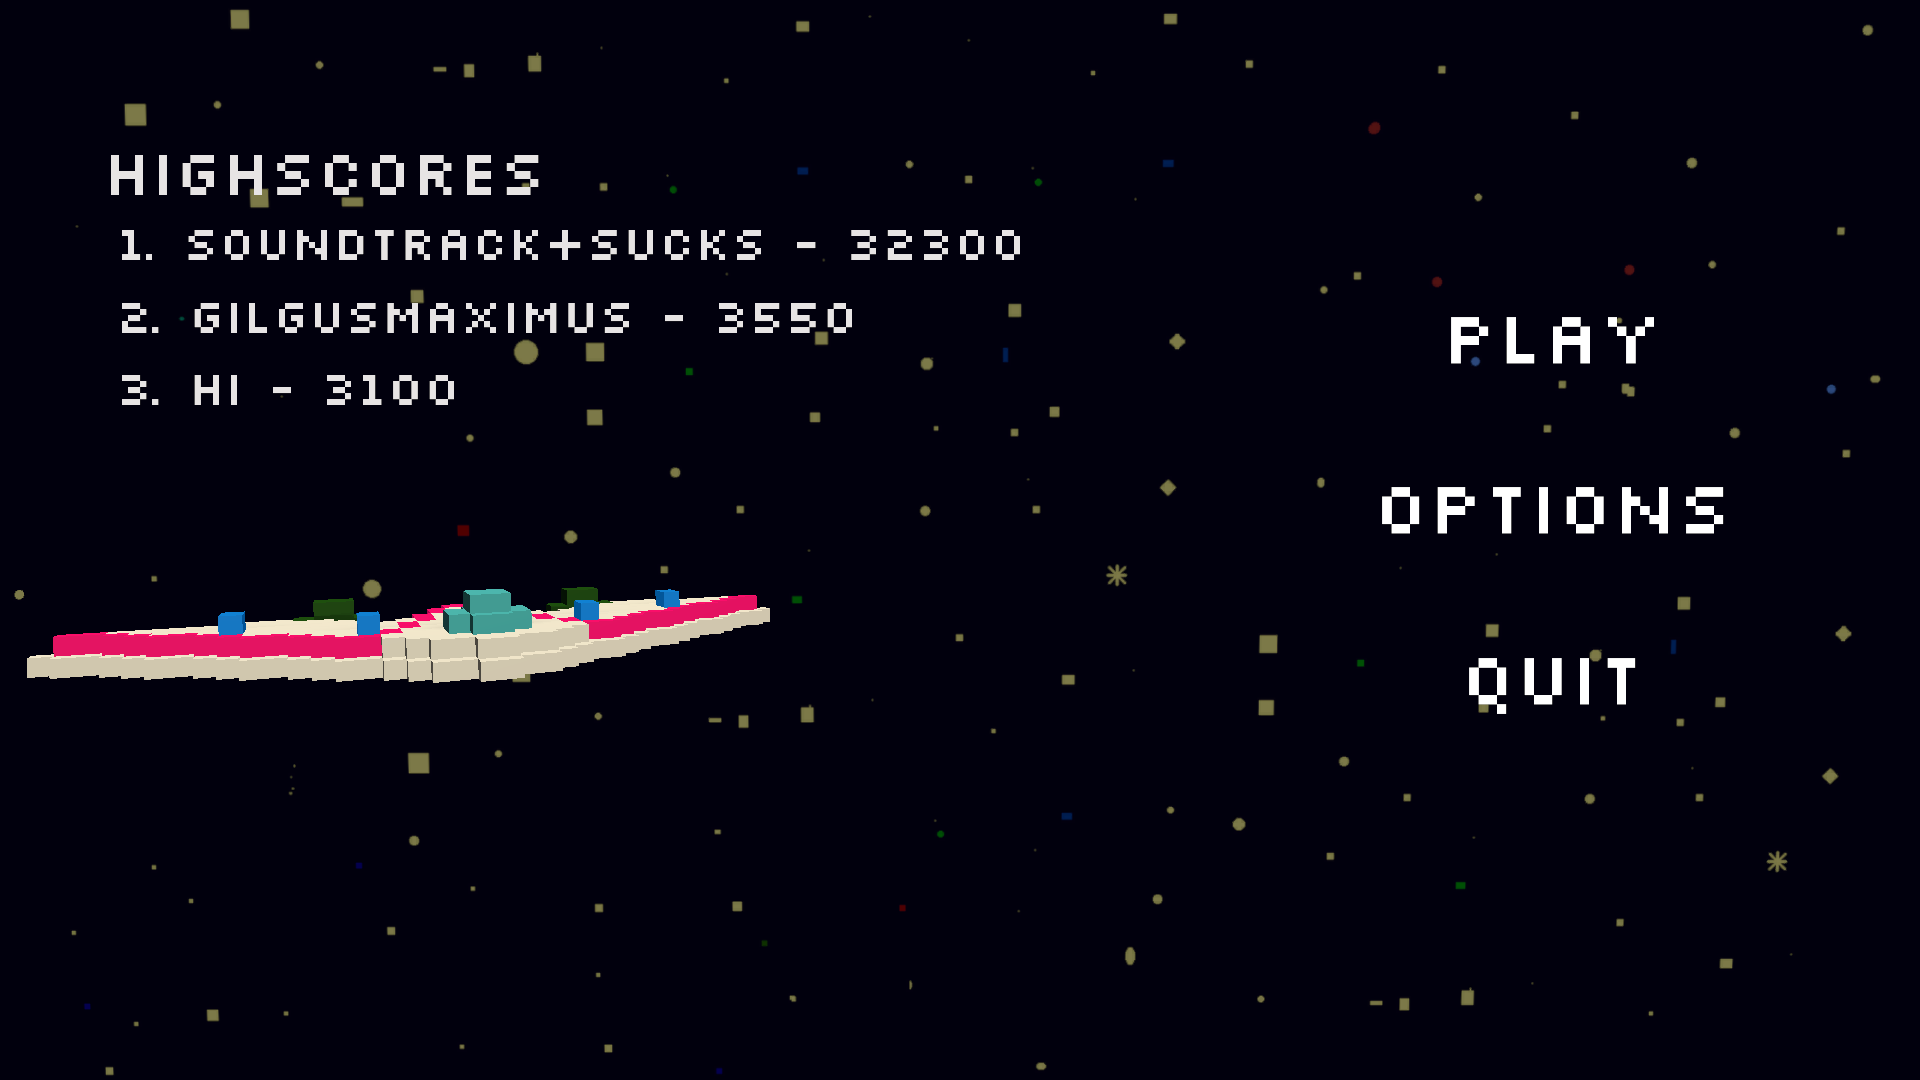 HIGHSCORES
1. SOUNDTRACK+SUCKS - 32300
2. GILGUSMAXIMUS - 3550
3. HI - 3100
PLAY
OPTIONS
QUIT